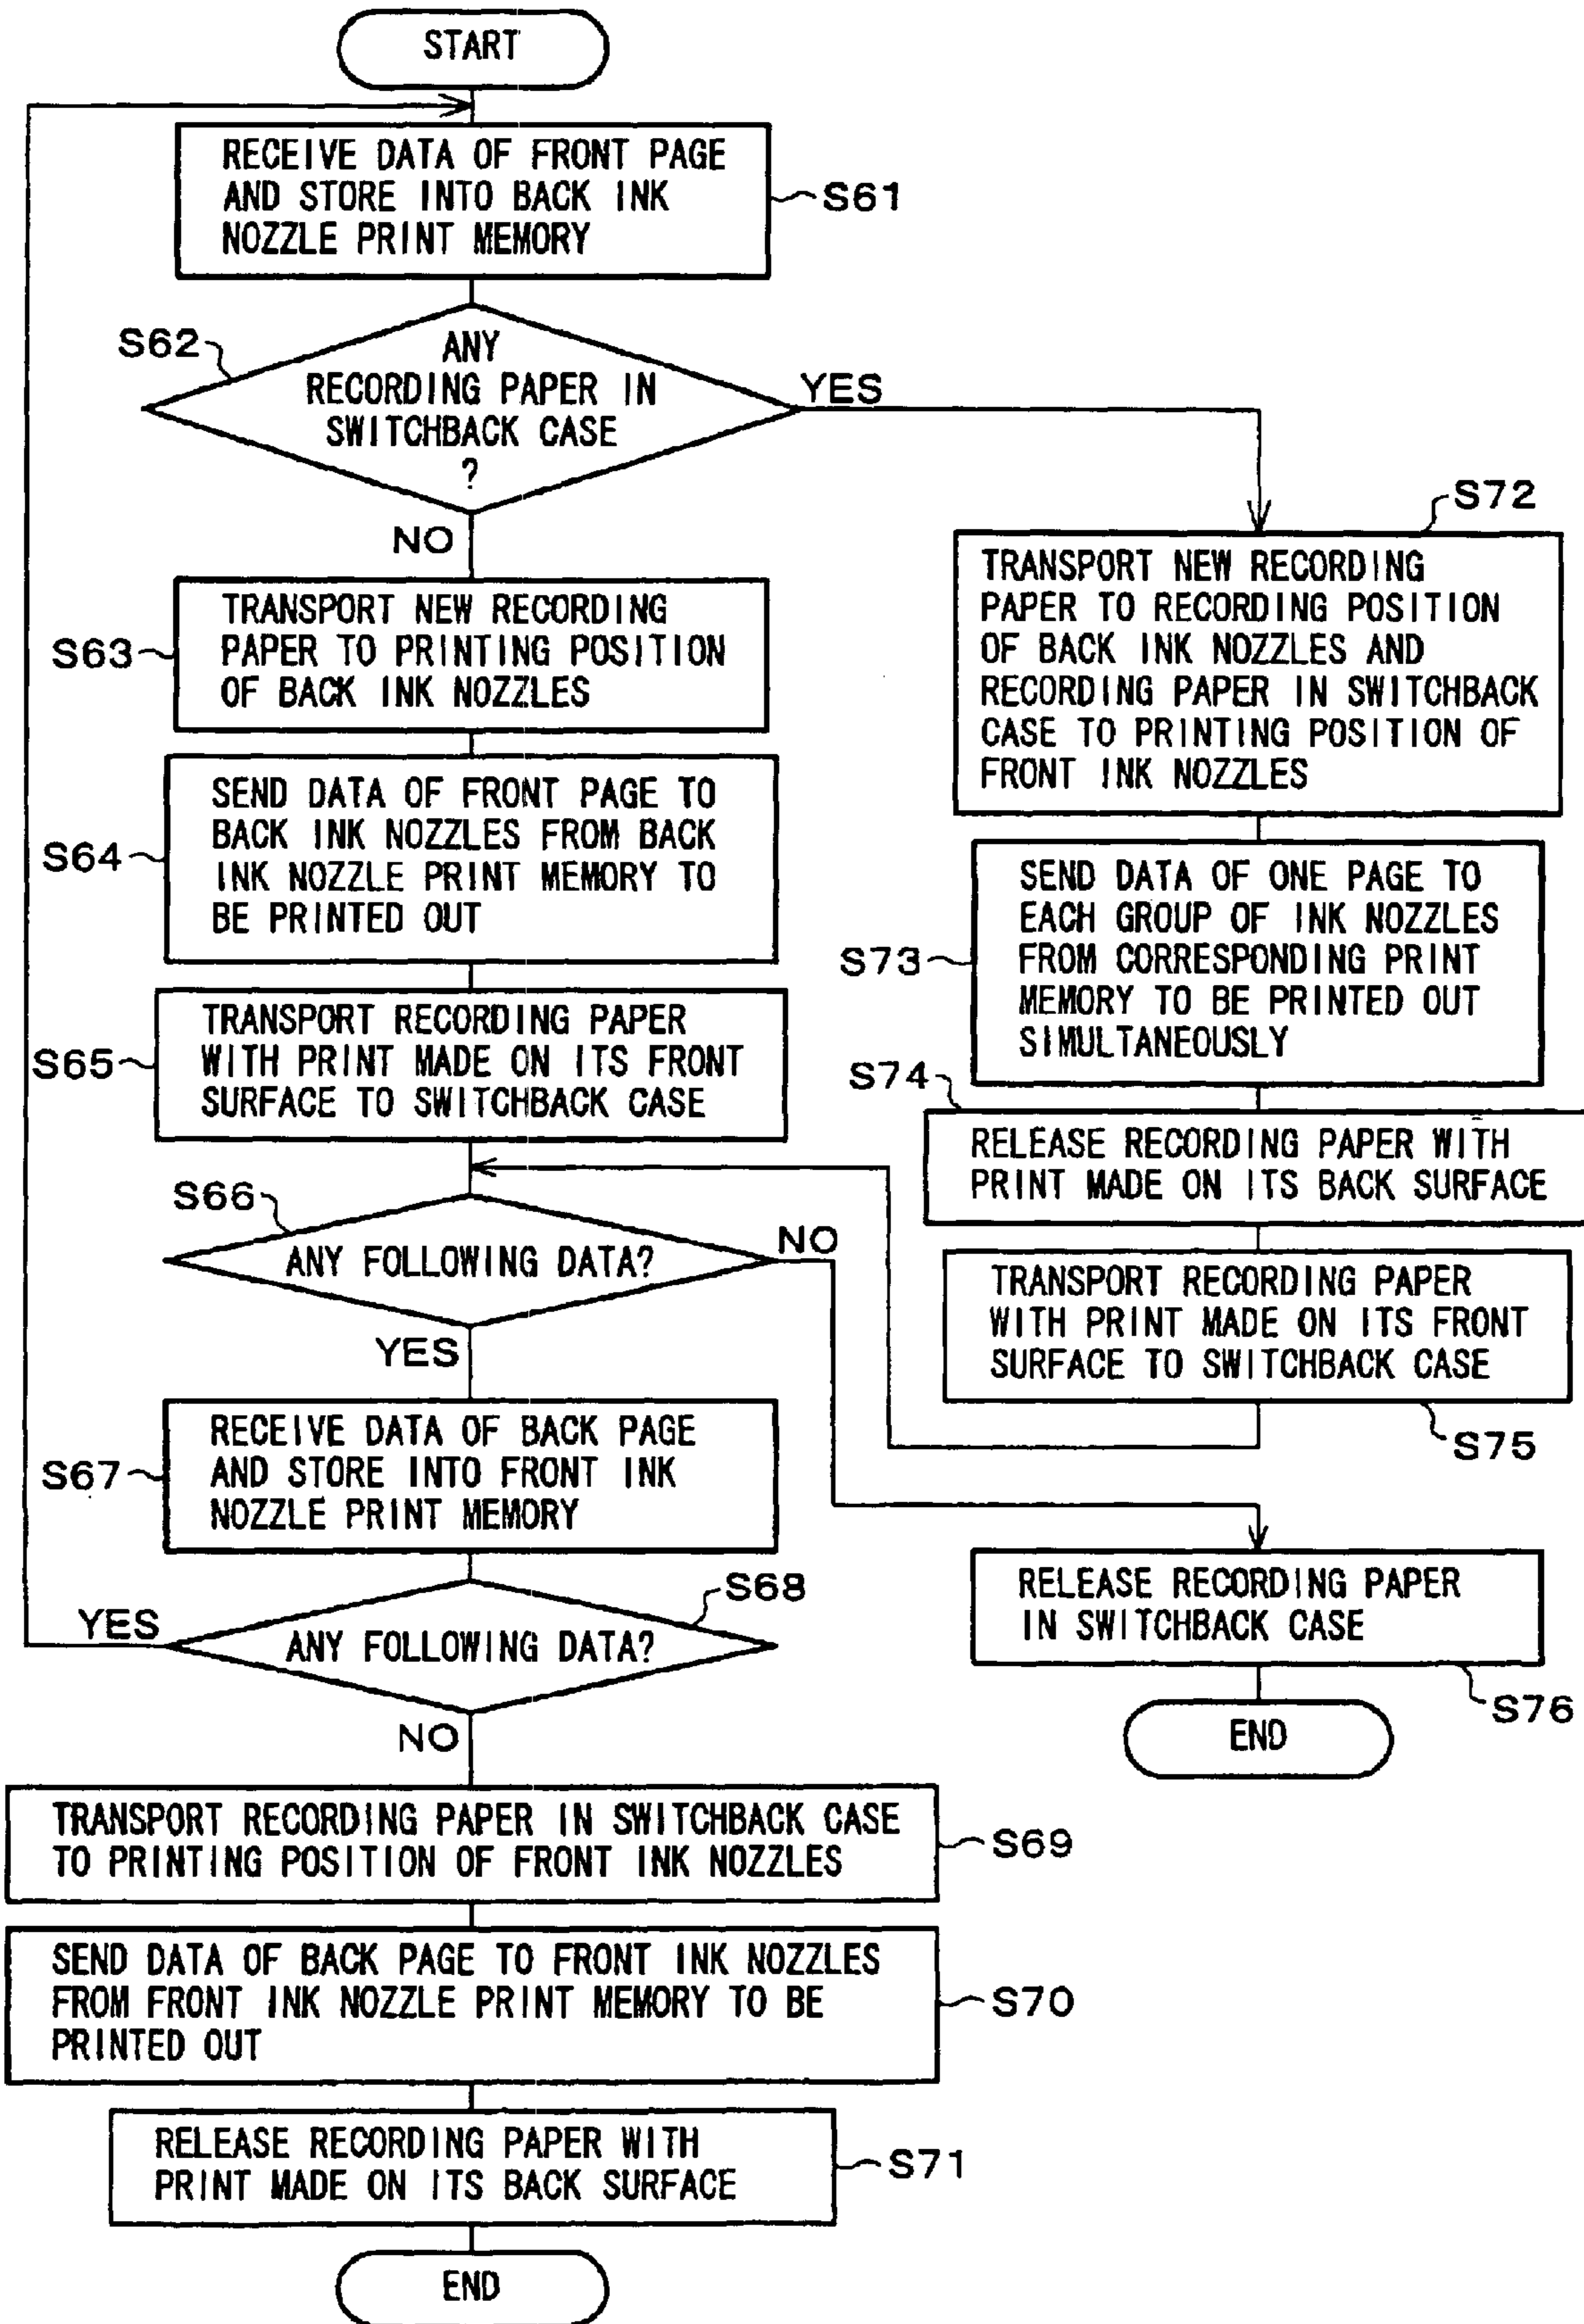 START
RECEIVE DATA OF FRONT PAGE
AND STORE INTO BACK INK
NOZZLE PRINT MEMORY
S61
S62
ANY
RECORDING PAPER IN
SWITCHBACK CASE
?
YES
NO
S63
TRANSPORT NEW RECORDING
PAPER TO PRINTING POSITION
OF BACK INK NOZZLES
S64
SEND DATA OF FRONT PAGE TO
BACK INK NOZZLES FROM BACK
INK NOZZLE PRINT MEMORY TO
BE PRINTED OUT
S65
TRANSPORT RECORDING PAPER
WITH PRINT MADE ON ITS FRONT
SURFACE TO SWITCHBACK CASE
S66
ANY FOLLOWING DATA?
NO
YES
S67
RECEIVE DATA OF BACK PAGE
AND STORE INTO FRONT INK
NOZZLE PRINT MEMORY
S68
YES
ANY FOLLOWING DATA?
NO
TRANSPORT RECORDING PAPER IN SWITCHBACK CASE
TO PRINTING POSITION OF FRONT INK NOZZLES
S69
SEND DATA OF BACK PAGE TO FRONT INK NOZZLES
FROM FRONT INK NOZZLE PRINT MEMORY TO BE
PRINTED OUT
S70
RELEASE RECORDING PAPER WITH
PRINT MADE ON ITS BACK SURFACE
S71
END
S72
TRANSPORT NEW RECORDING
PAPER TO RECORDING POSITION
OF BACK INK NOZZLES AND
RECORDING PAPER IN SWITCHBACK
CASE TO PRINTING POSITION OF
FRONT INK NOZZLES
S73
SEND DATA OF ONE PAGE TO
EACH GROUP OF INK NOZZLES
FROM CORRESPONDING PRINT
MEMORY TO BE PRINTED OUT
SIMULTANEOUSLY
S74
RELEASE RECORDING PAPER WITH
PRINT MADE ON ITS BACK SURFACE
TRANSPORT RECORDING PAPER
WITH PRINT MADE ON ITS FRONT
SURFACE TO SWITCHBACK CASE
S75
RELEASE RECORDING PAPER
IN SWITCHBACK CASE
S76
END